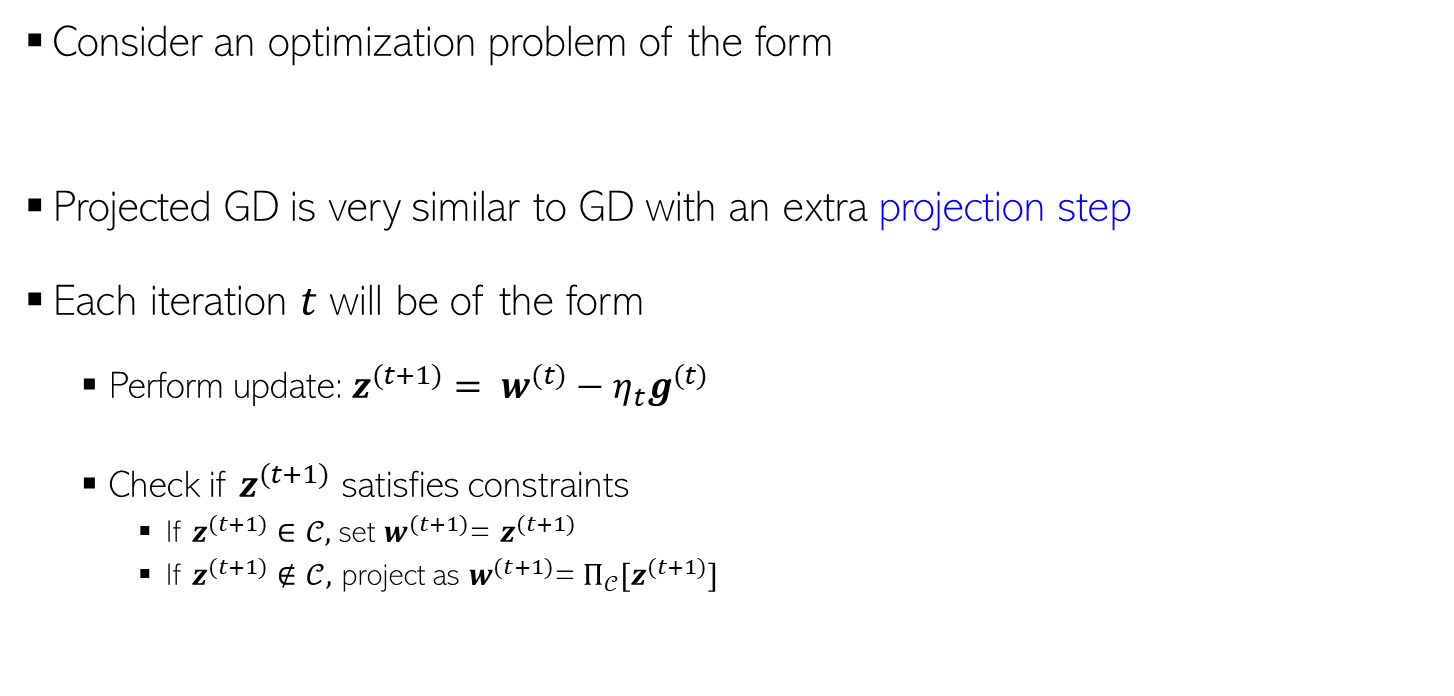 ▪ Consider an optimization problem of the form
▪ Projected GD is very similar to GD with an extra projection step
▪ Each iteration t will be of the form
▪ Perform update: z^(t+1) = w^(t) − η_t g^(t)
▪ Check if z^(t+1) satisfies constraints
▪ If z^(t+1) ∈ 𝒞, set w^(t+1) = z^(t+1)
▪ If z^(t+1) ∉ 𝒞, project as w^(t+1) = Π_𝒞[z^(t+1)]